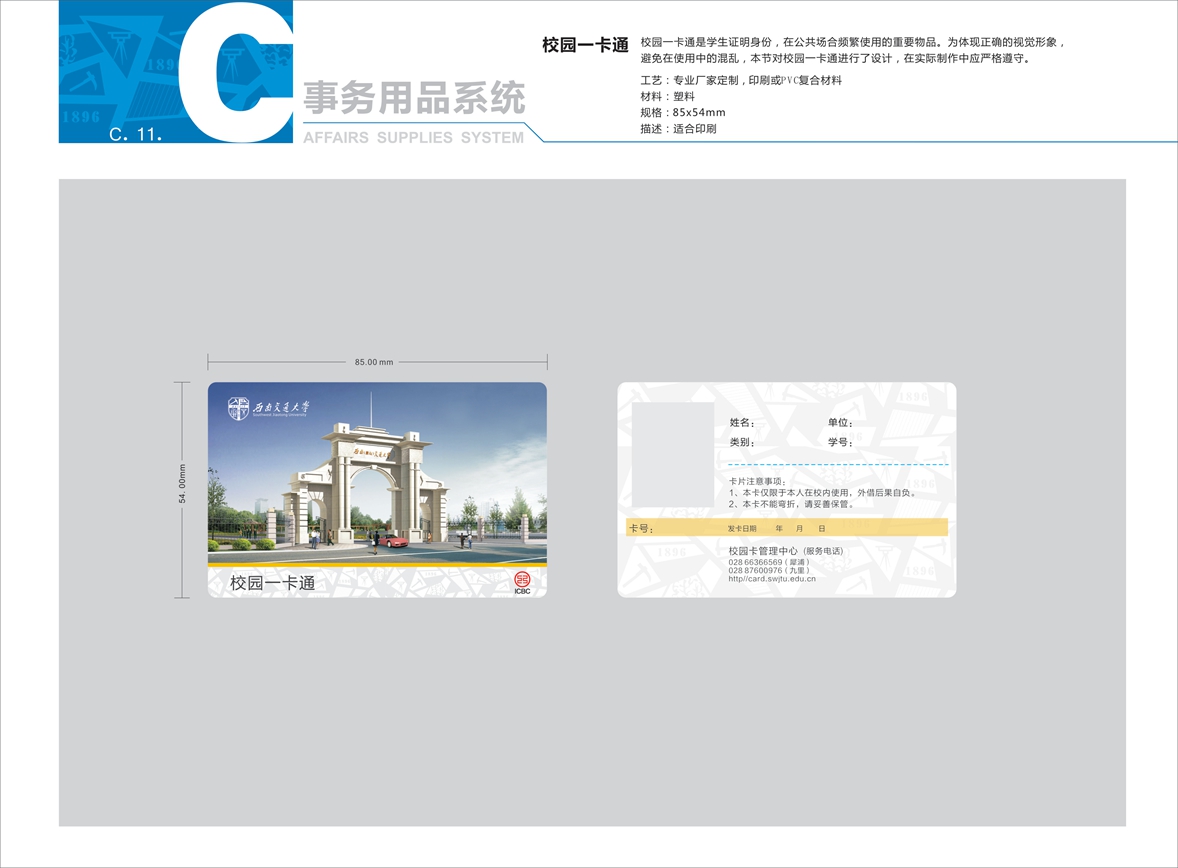 C
C. 11.
1896
1896
事务用品系统
AFFAIRS SUPPLIES SYSTEM
校园一卡通
校园一卡通是学生证明身份，在公共场合频繁使用的重要物品。为体现正确的视觉形象，
避免在使用中的混乱，本节对校园一卡通进行了设计，在实际制作中应严格遵守。
工艺：专业厂家定制，印刷或PVC复合材料
材料：塑料
规格：85x54mm
描述：适合印刷
85.00 mm
54.00mm
西南交通大学
Southwest Jiaotong University
西南交通大学
校园一卡通
ICBC
1896
姓名：
单位：
类别：
学号：
卡片注意事项：
1、本卡仅限于本人在校内使用，外借后果自负。
2、本卡不能弯折，请妥善保管。
卡号：
发卡日期 年 月 日
校园卡管理中心（服务电话）
028 66366569（犀浦）
028 87600976（九里）
http//card.swjtu.edu.cn
1896
1896